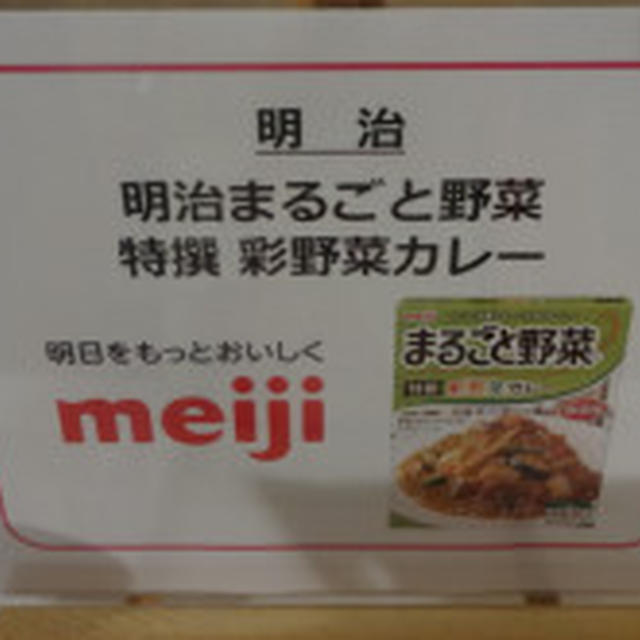 明　治
明治まるごと野菜
特撰 彩野菜カレー
明日をもっとおいしく
meiji
meiji
まるごと野菜